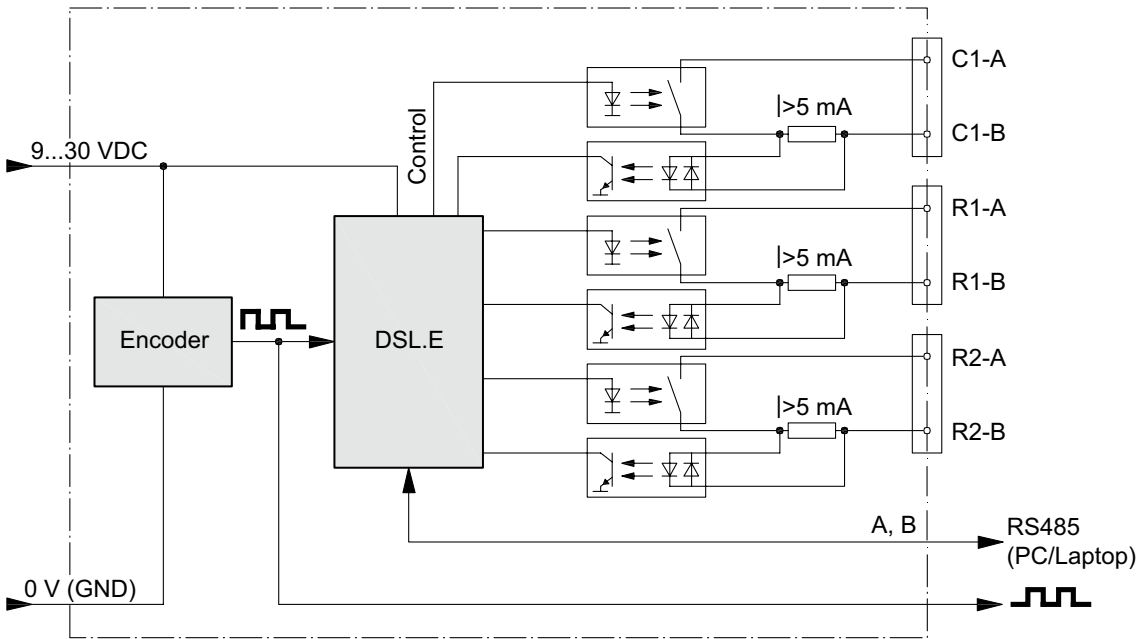 C1-A
I>5 mA
C1-B
9...30 VDC
Control
R1-A
I>5 mA
R1-B
Encoder
DSL.E
R2-A
I>5 mA
R2-B
A, B
RS485
(PC/Laptop)
0 V (GND)